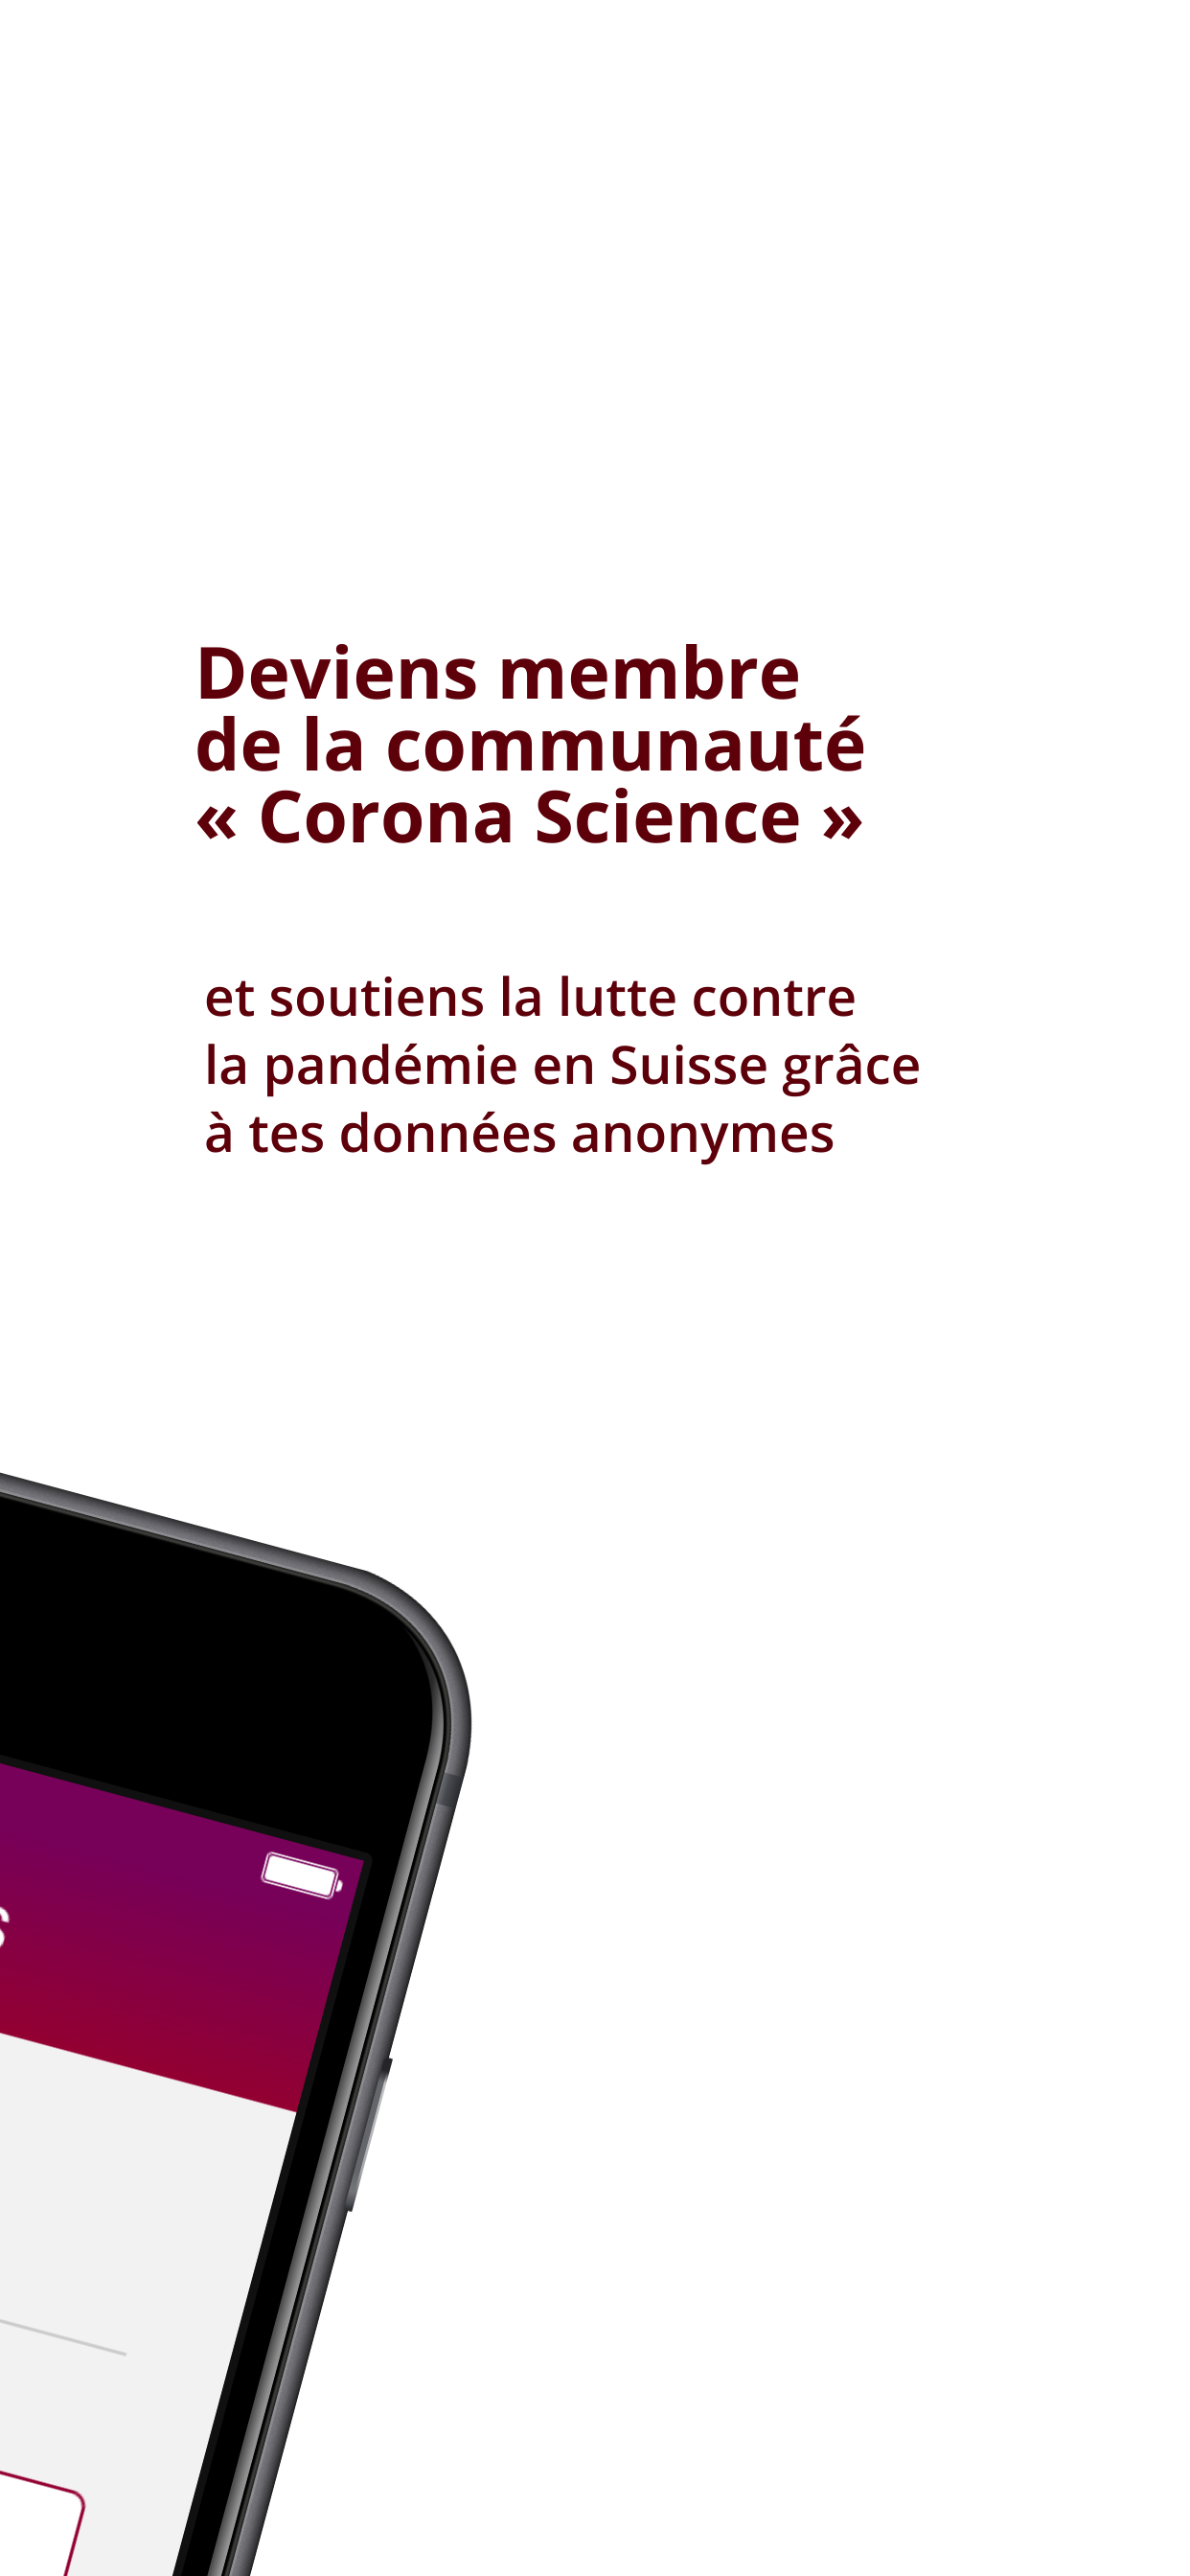 Deviens membre
de la communauté
« Corona Science »
et soutiens la lutte contre
la pandémie en Suisse grâce
à tes données anonymes